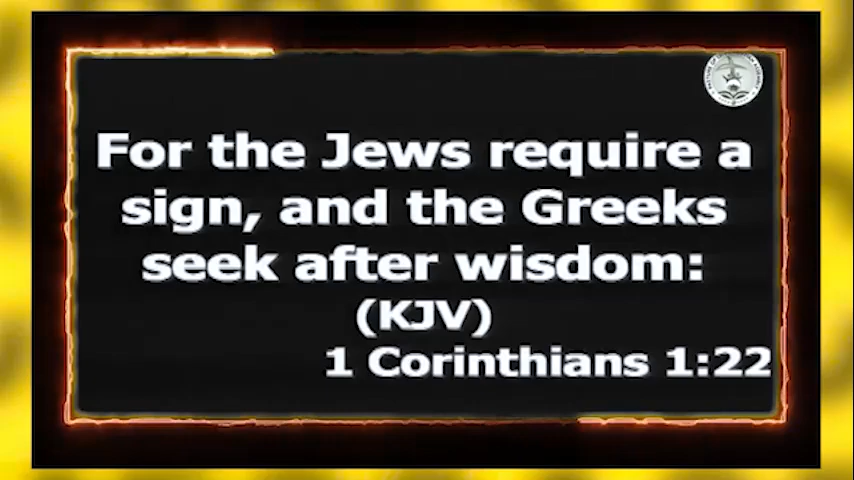 For the Jews require a
sign, and the Greeks
seek after wisdom:
(KJV)
1 Corinthians 1:22